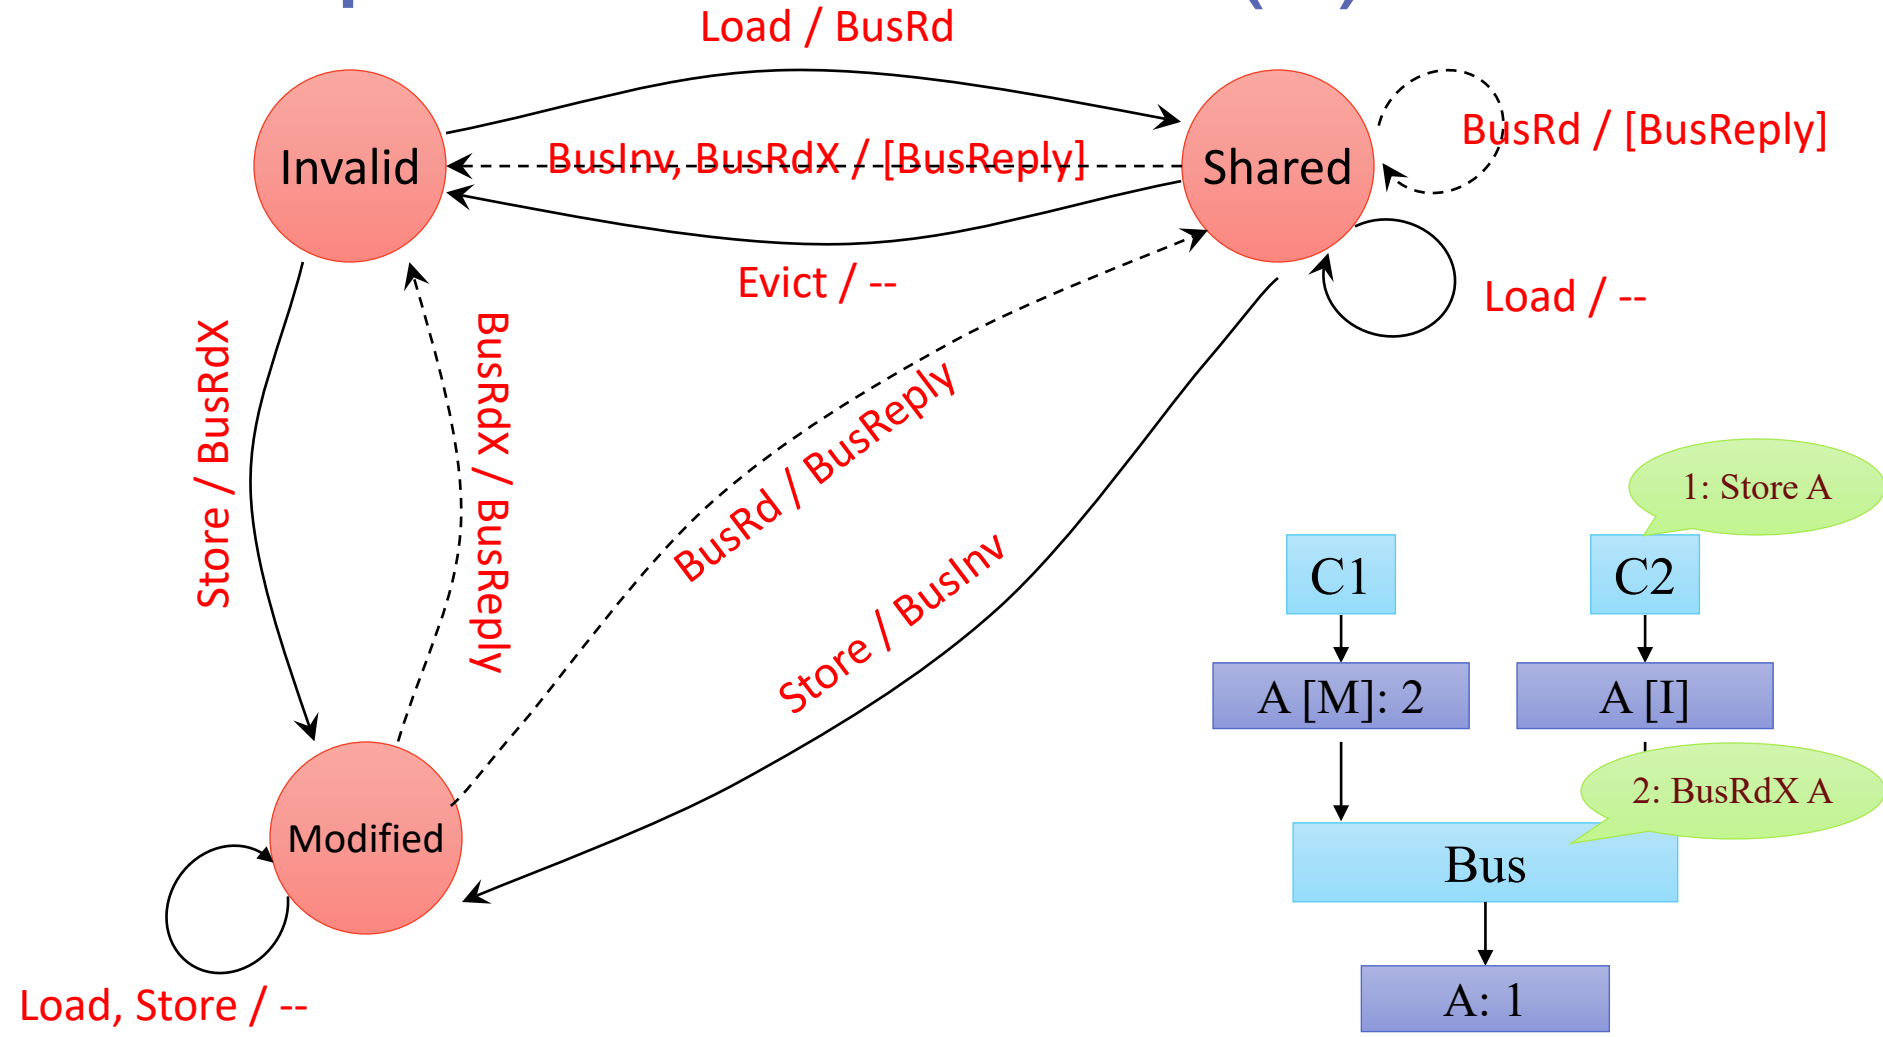 Load / BusRd
Invalid
BusInv, BusRdX / [BusReply]
Shared
BusRd / [BusReply]
Evict / --
Load / --
Store / BusRdX
BusRdX / BusReply
BusRd / BusReply
Store / BusInv
Modified
Load, Store / --
1: Store A
C1
C2
A [M]: 2
A [I]
2: BusRdX A
Bus
A: 1